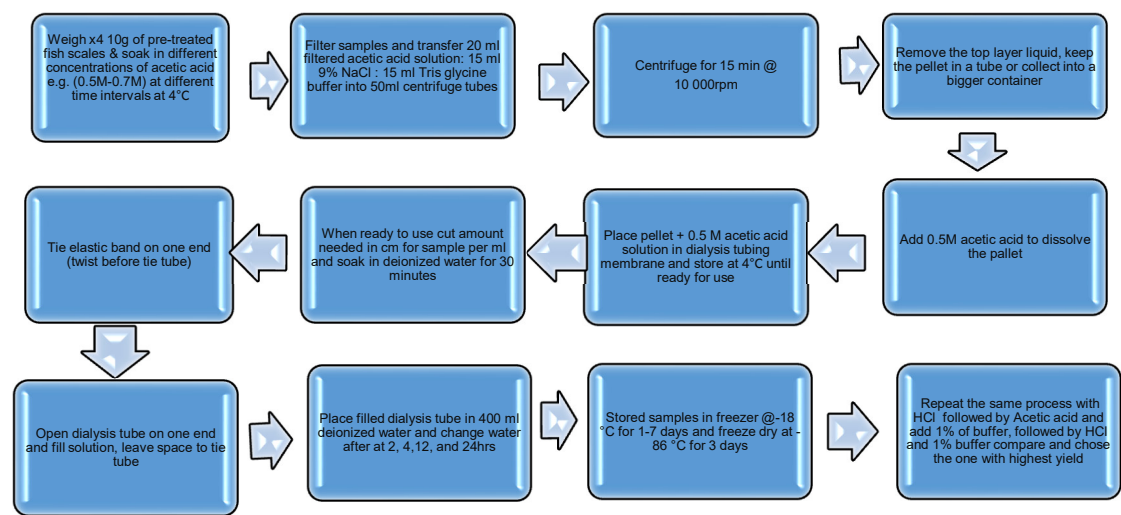 Weigh x4 10g of pre-treated
fish scales & soak in different
concentrations of acetic acid
e.g. (0.5M-0.7M) at different
time intervals at 4°C
Filter samples and transfer 20 ml
filtered acetic acid solution: 15 ml
9% NaCl : 15 ml Tris glycine
buffer into 50ml centrifuge tubes
Centrifuge for 15 min @
10 000rpm
Remove the top layer liquid, keep
the pellet in a tube or collect into a
bigger container
Add 0.5M acetic acid to dissolve
the pallet
Place pellet + 0.5 M acetic acid
solution in dialysis tubing
membrane and store at 4°C until
ready for use
When ready to use cut amount
needed in cm for sample per ml
and soak in deionized water for 30
minutes
Tie elastic band on one end
(twist before tie tube)
Open dialysis tube on one end
and fill solution, leave space to tie
tube
Place filled dialysis tube in 400 ml
deionized water and change water
after at 2, 4,12, and 24hrs
Stored samples in freezer @-18
°C for 1-7 days and freeze dry at -
86 °C for 3 days
Repeat the same process with
HCl followed by Acetic acid and
add 1% of buffer, followed by HCl
and 1% buffer compare and chose
the one with highest yield